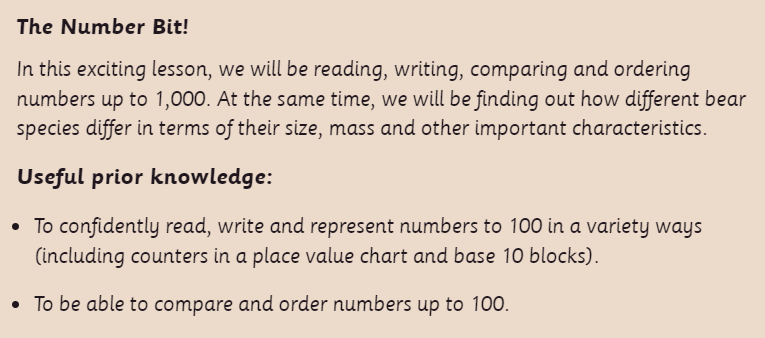 The Number Bit!
In this exciting lesson, we will be reading, writing, comparing and ordering
numbers up to 1,000. At the same time, we will be finding out how different bear
species differ in terms of their size, mass and other important characteristics.
Useful prior knowledge:
• To confidently read, write and represent numbers to 100 in a variety ways
(including counters in a place value chart and base 10 blocks).
• To be able to compare and order numbers up to 100.